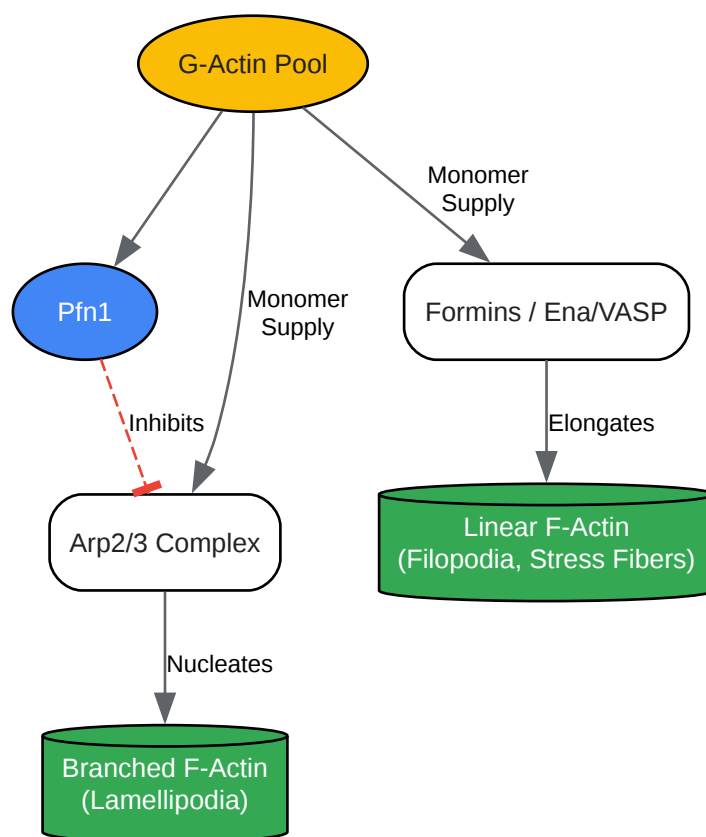 G-Actin Pool
Monomer
Supply
Pfn1
Monomer
Supply
Formins / Ena/VASP
Inhibits
Elongates
Arp2/3 Complex
Linear F-Actin
(Filopodia, Stress Fibers)
Nucleates
Branched F-Actin
(Lamellipodia)